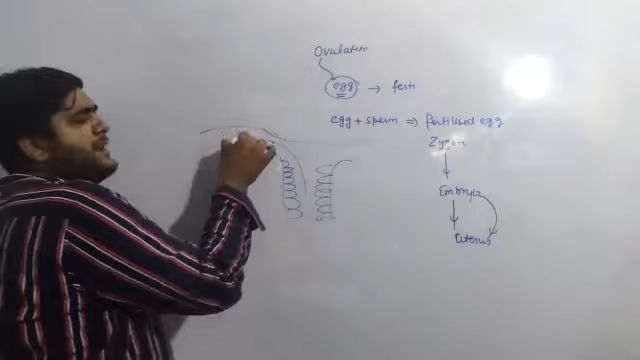 Ovulation
egg → ferti
egg + sperm ⇒ fertilised egg
Zygote
Embryo
Uterus